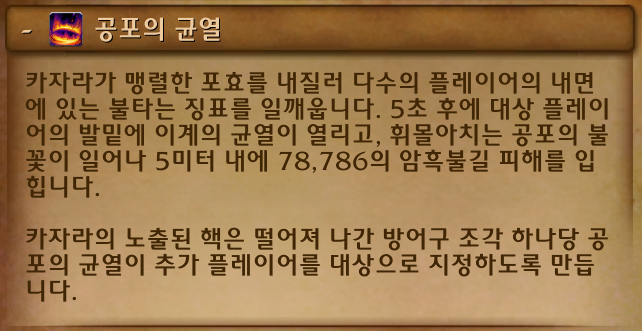 - 공포의 균열
카자라가 맹렬한 포효를 내질러 다수의 플레이어의 내면
에 있는 불타는 징표를 일깨웁니다. 5초 후에 대상 플레이
어의 발밑에 이계의 균열이 열리고, 휘몰아치는 공포의 불
꽃이 일어나 5미터 내에 78,786의 암흑불길 피해를 입
힙니다.
카자라의 노출된 핵은 떨어져 나간 방어구 조각 하나당 공
포의 균열이 추가 플레이어를 대상으로 지정하도록 만듭
니다.